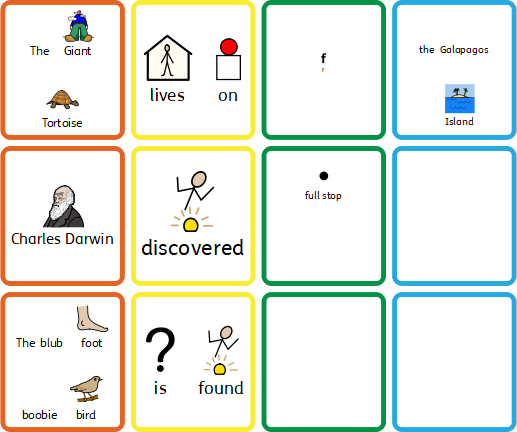 The Giant
Tortoise
lives on
f
the Galapagos
Island
Charles Darwin
discovered
full stop
The blub foot
boobie bird
?
is found